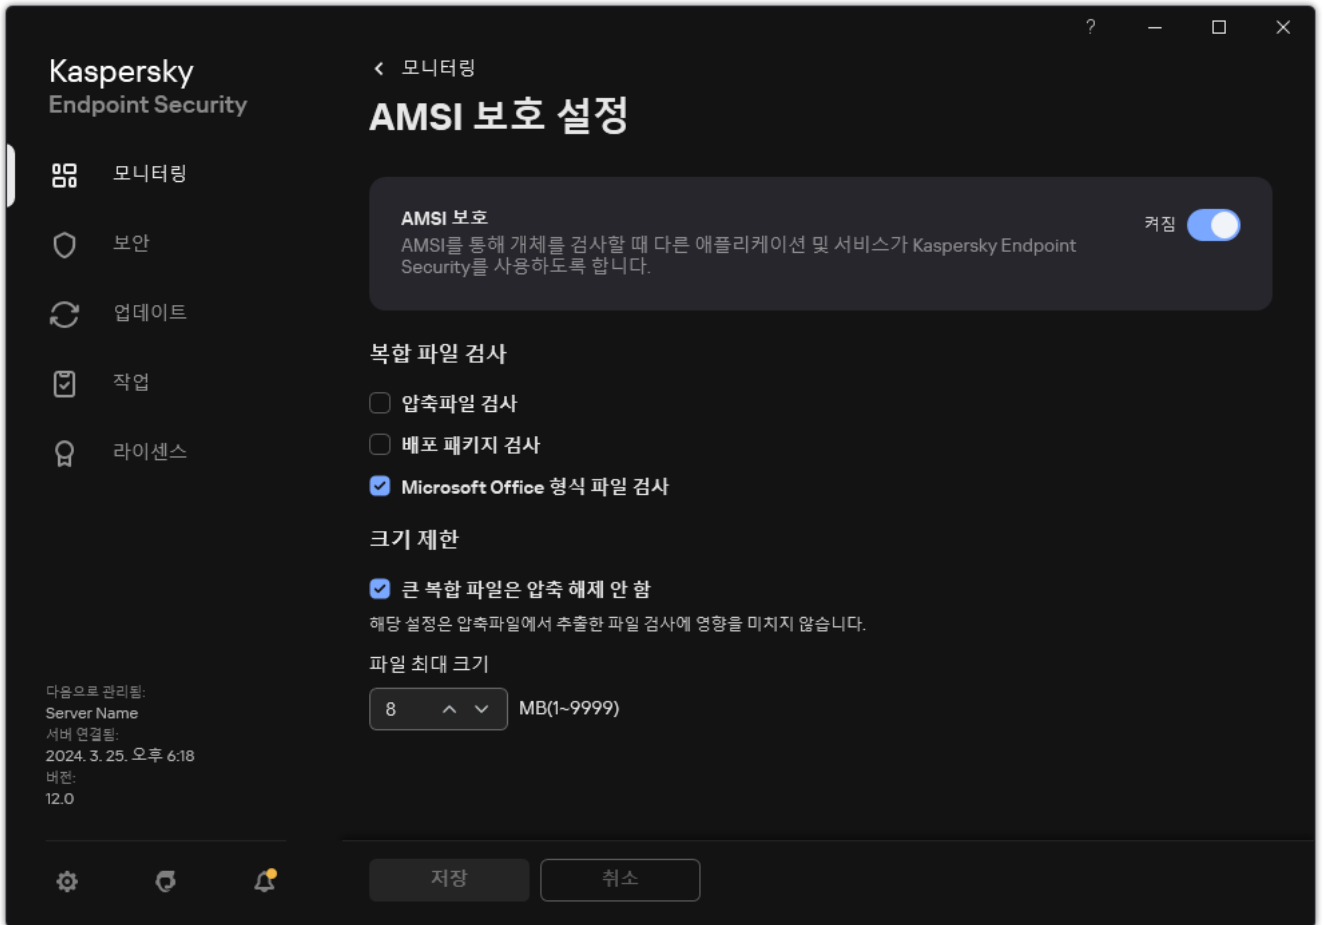 ?
Kaspersky
Endpoint Security
모니터링
보안
업데이트
작업
라이센스
다음으로 관리됨:
Server Name
서버 연결됨:
2024. 3. 25. 오후 6:18
버전:
12.0
모니터링
AMSI 보호 설정
AMSI 보호
켜짐
AMSI를 통해 개체를 검사할 때 다른 애플리케이션 및 서비스가 Kaspersky Endpoint
Security를 사용하도록 합니다.
복합 파일 검사
압축파일 검사
배포 패키지 검사
Microsoft Office 형식 파일 검사
크기 제한
큰 복합 파일은 압축 해제 안 함
해당 설정은 압축파일에서 추출한 파일 검사에 영향을 미치지 않습니다.
파일 최대 크기
8 MB(1~9999)
저장 취소